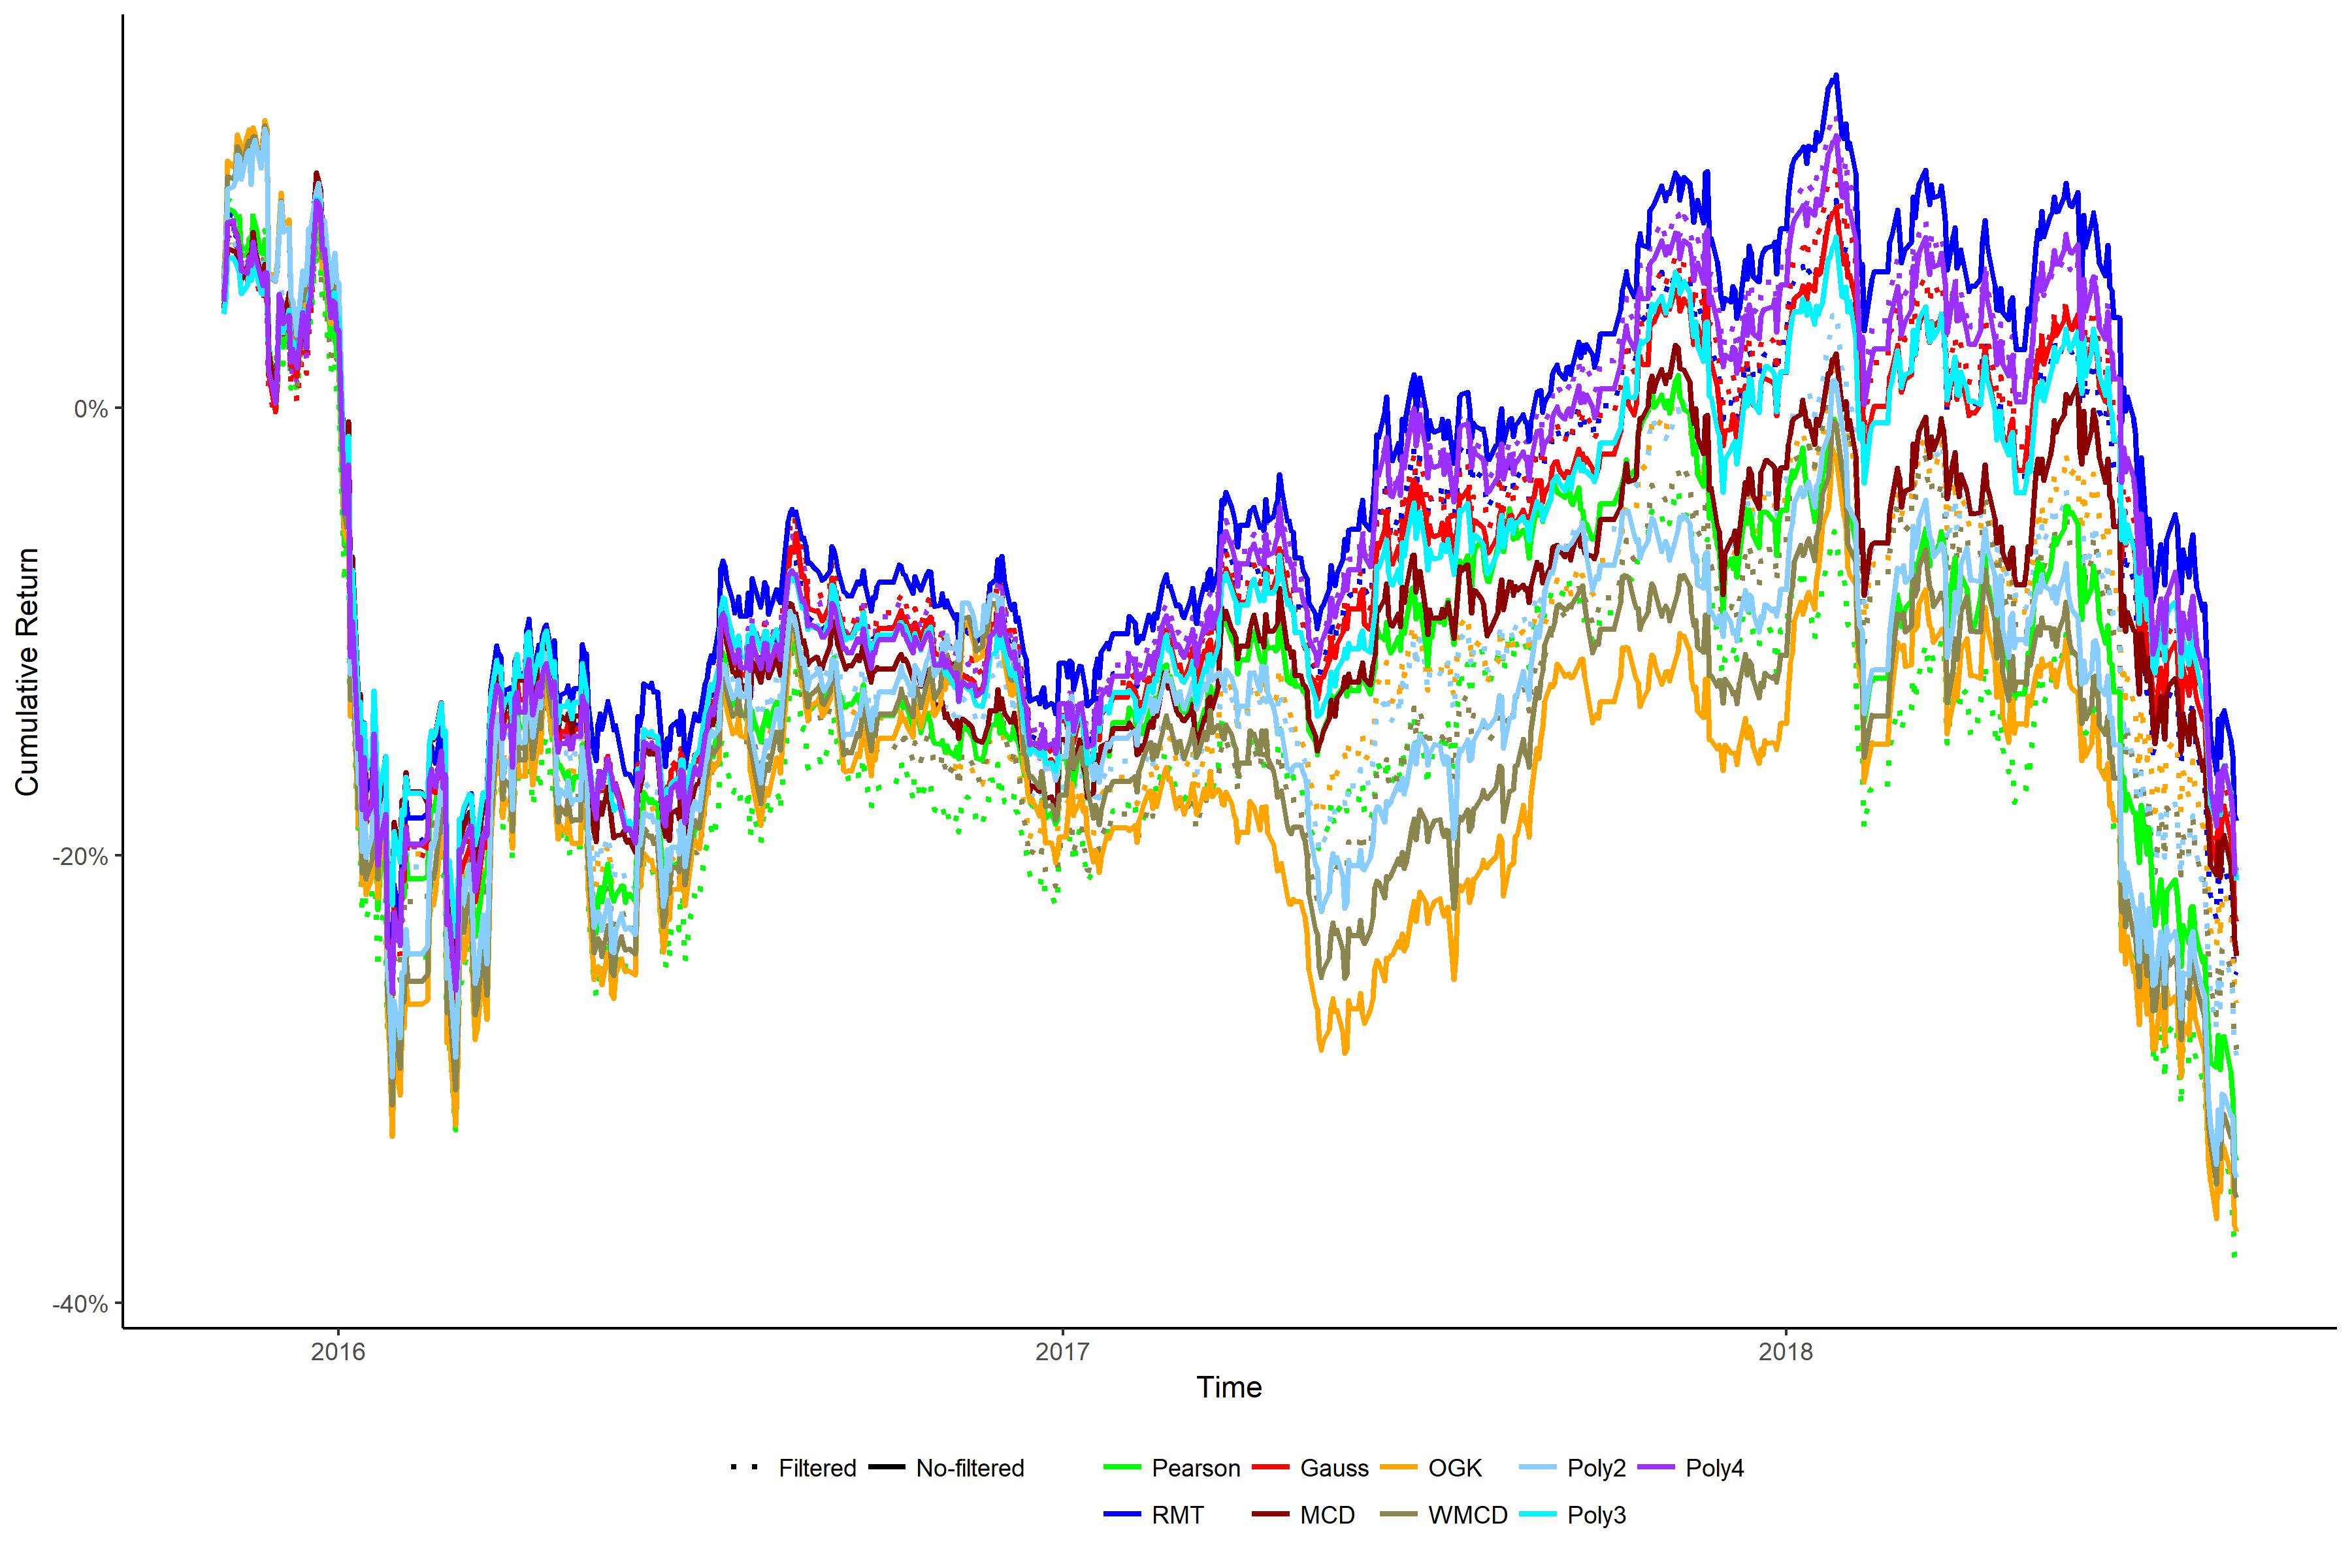 Cumulative Return
0%
-20%
-40%
2016 2017 2018
Time
Filtered No-filtered Pearson Gauss OGK Poly2 Poly4
RMT MCD WMCD Poly3